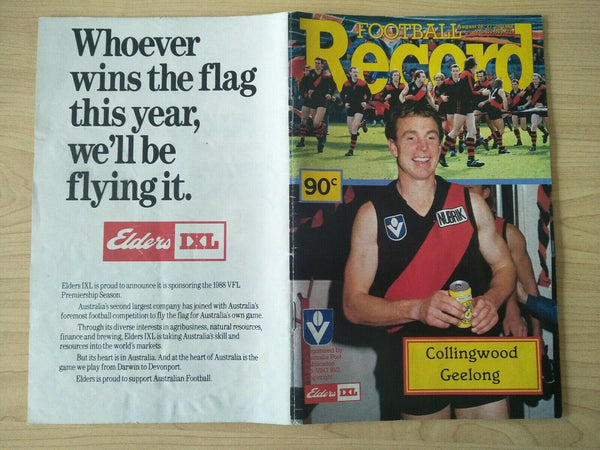 Whoever
wins the flag
this year,
we'll be
flying it.
Elders IXL
Elders IXL is proud to announce it is sponsoring the 1988 VFL
Premiership Season.
Australia's second largest company has joined with Australia's
foremost football competition to fly the flag for Australia's own game.
Through its diverse interests in agribusiness, natural resources,
finance and brewing, Elders IXL is taking Australia's skill and
resources into the world's markets.
But its heart is in Australia. And at the heart of Australia is the
game we play from Darwin to Devonport.
Elders is proud to support Australian Football.
FOOTBALL
Record
90c
NUBRIK
Australia Post
Elders IXL
Collingwood
Geelong